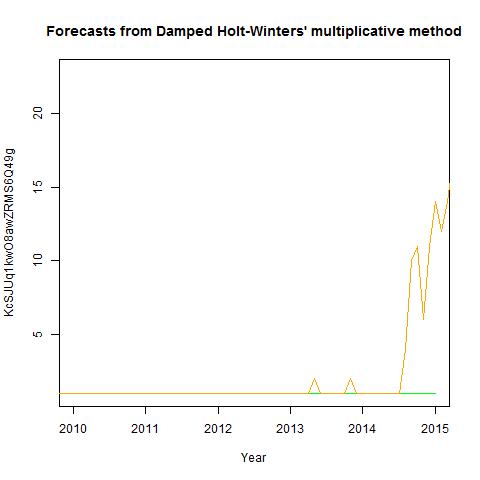 Forecasts from Damped Holt-Winters' multiplicative method
KcSJUq1kwO8awZRMS6Q49g
20
15
10
5
2010 2011 2012 2013 2014 2015
Year